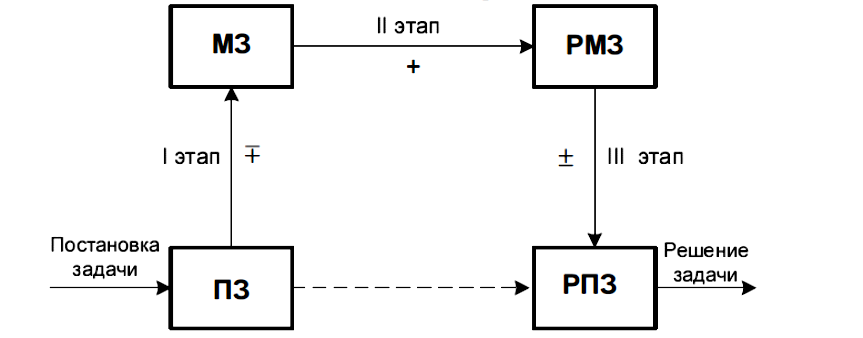 МЗ
II этап
+
РМЗ
I этап
∓
±
III этап
Постановка
задачи
ПЗ
РПЗ
Решение
задачи